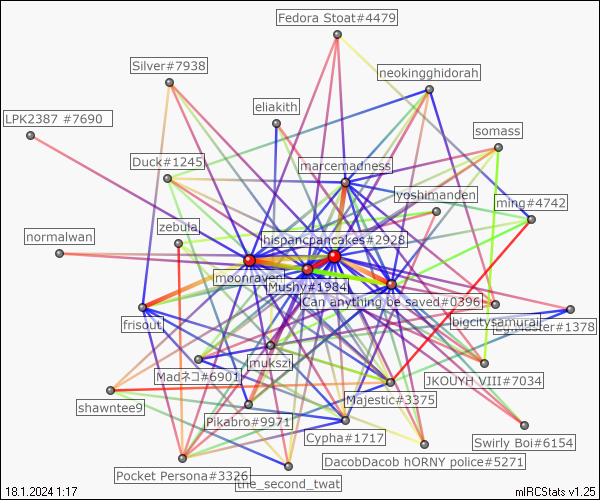 Fedora Stoat#4479
Silver#7938
neokingghidorah
eliakith
LPK2387 #7690
somass
Duck#1245
marcemadness
yoshimanden
ming#4742
zebula
normalwan
hispancpancakes#2928
moonraven
Mushy#1984
Can anything be saved#0396
frisout
bigcitysamurai
#1378
mukszi
Madネコ#6901
JKOUYH VIII#7034
Majestic#3375
shawntee9
Pikabro#9971
Cypha#1717
Swirly Boi#6154
DacobDacob hORNY police#5271
Pocket Persona#3326
the_second_twat
18.1.2024 1:17
mIRCStats v1.25